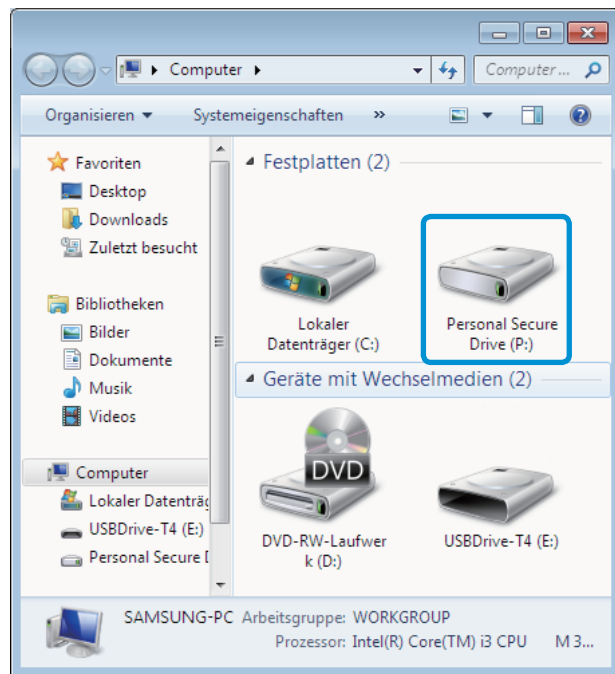 Computer
Computer ...
Organisieren
Systemeigenschaften
»
Favoriten
Desktop
Downloads
Zuletzt besucht
Bibliotheken
Bilder
Dokumente
Musik
Videos
Computer
Lokaler Datenträg
USBDrive-T4 (E:)
Personal Secure D
Festplatten (2)
Lokaler
Datenträger (C:)
Personal Secure
Drive (P:)
Geräte mit Wechselmedien (2)
DVD
DVD-RW-Laufwer
k (D:)
USBDrive-T4 (E:)
SAMSUNG-PC Arbeitsgruppe: WORKGROUP
Prozessor: Intel(R) Core(TM) i3 CPU M 3...